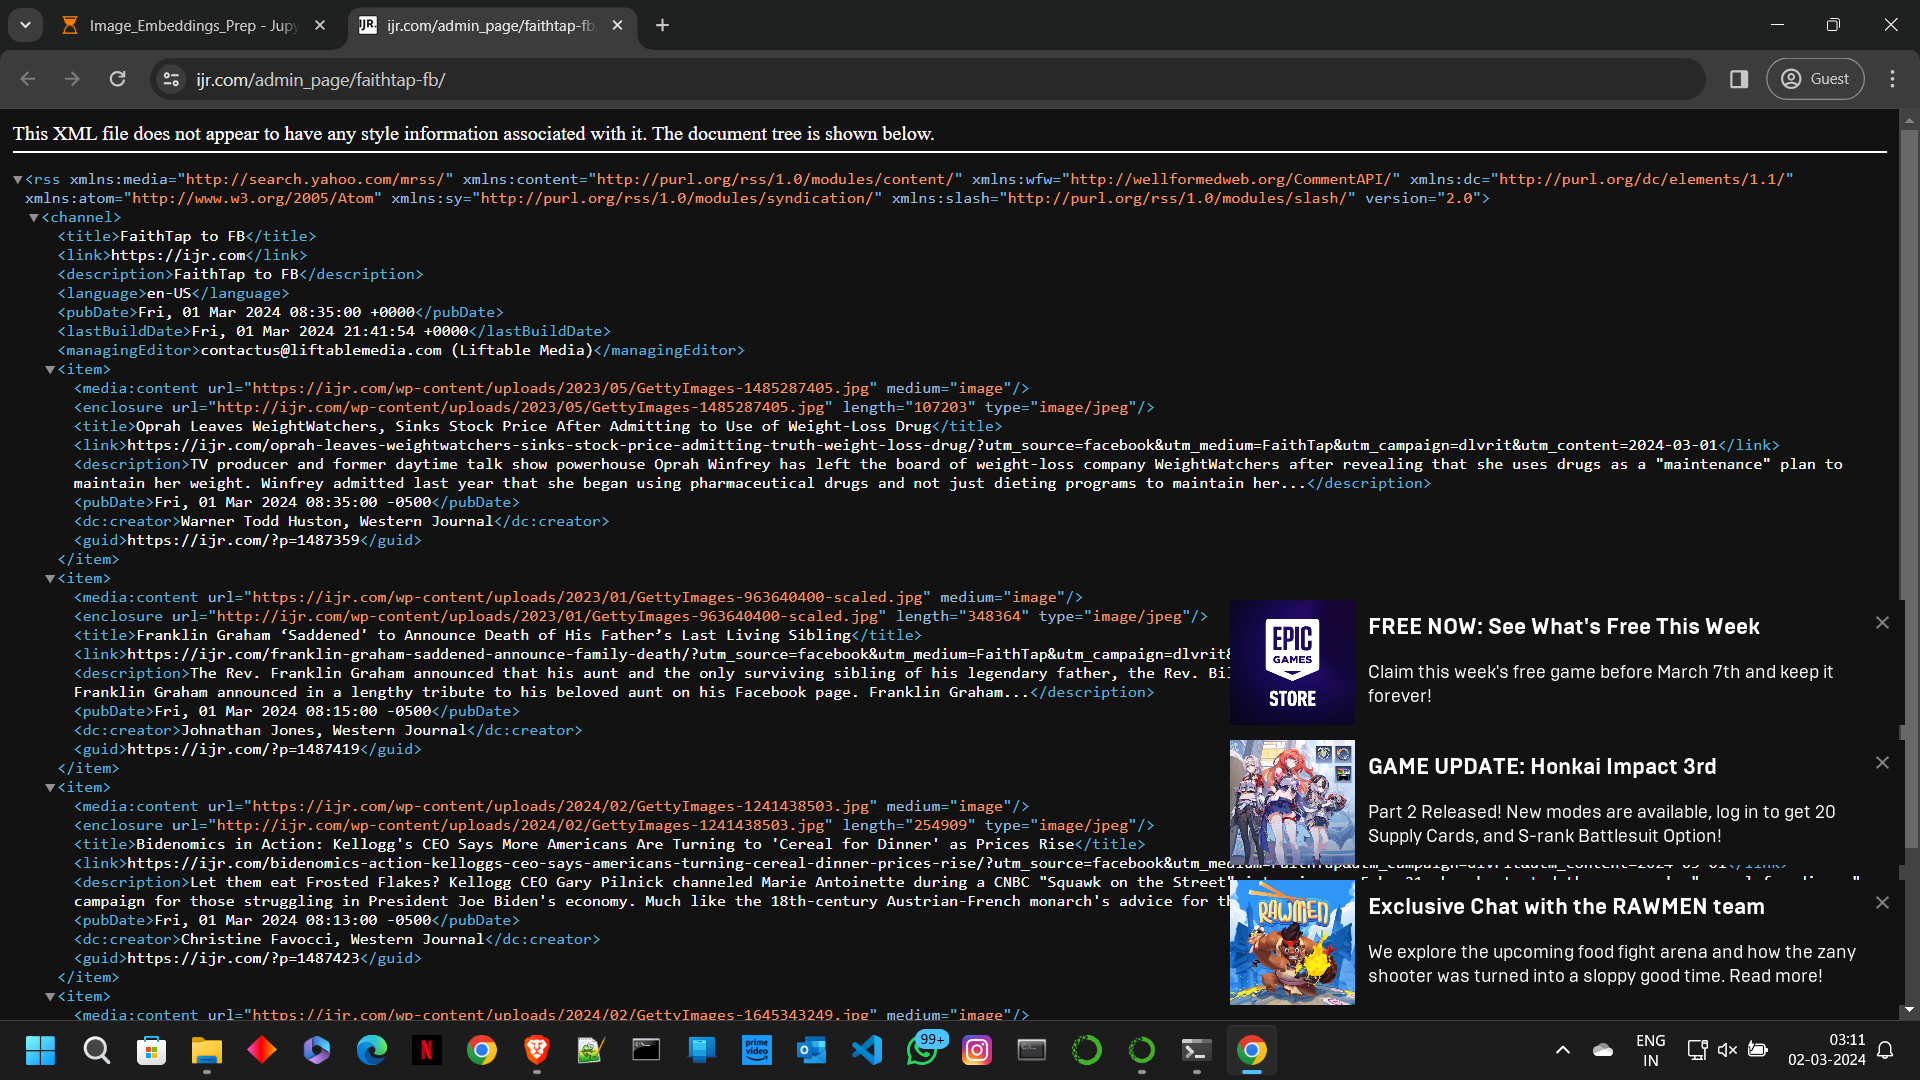 Image_Embeddings_Prep - Jupy
ijr.com/admin_page/faithtap-fb
ijr.com/admin_page/faithtap-fb/
Guest
This XML file does not appear to have any style information associated with it. The document tree is shown below.
<rss xmlns:media="http://search.yahoo.com/mrss/" xmlns:content="http://purl.org/rss/1.0/modules/content/" xmlns:wfw="http://wellformedweb.org/CommentAPI/" xmlns:dc="http://purl.org/dc/elements/1.1/"
xmlns:atom="http://www.w3.org/2005/Atom" xmlns:sy="http://purl.org/rss/1.0/modules/syndication/" xmlns:slash="http://purl.org/rss/1.0/modules/slash/" version="2.0">
<channel>
<title>FaithTap to FB</title>
<link>https://ijr.com</link>
<description>FaithTap to FB</description>
<language>en-US</language>
<pubDate>Fri, 01 Mar 2024 08:35:00 +0000</pubDate>
<lastBuildDate>Fri, 01 Mar 2024 21:41:54 +0000</lastBuildDate>
<managingEditor>contactus@liftablemedia.com (Liftable Media)</managingEditor>
<item>
<media:content url="https://ijr.com/wp-content/uploads/2023/05/GettyImages-1485287405.jpg" medium="image"/>
<enclosure url="http://ijr.com/wp-content/uploads/2023/05/GettyImages-1485287405.jpg" length="107203" type="image/jpeg"/>
<title>Oprah Leaves WeightWatchers, Sinks Stock Price After Admitting to Use of Weight-Loss Drug</title>
<link>https://ijr.com/oprah-leaves-weightwatchers-sinks-stock-price-admitting-truth-weight-loss-drug/?utm_source=facebook&utm_medium=FaithTap&utm_campaign=dlvrit&utm_content=2024-03-01</link>
<description>TV producer and former daytime talk show powerhouse Oprah Winfrey has left the board of weight-loss company WeightWatchers after revealing that she uses drugs as a "maintenance" plan to
maintain her weight. Winfrey admitted last year that she began using pharmaceutical drugs and not just dieting programs to maintain her...</description>
<pubDate>Fri, 01 Mar 2024 08:35:00 -0500</pubDate>
<dc:creator>Warner Todd Huston, Western Journal</dc:creator>
<guid>https://ijr.com/?p=1487359</guid>
</item>
<item>
<media:content url="https://ijr.com/wp-content/uploads/2023/01/GettyImages-963640400-scaled.jpg" medium="image"/>
<enclosure url="http://ijr.com/wp-content/uploads/2023/01/GettyImages-963640400-scaled.jpg" length="348364" type="image/jpeg"/>
<title>Franklin Graham ‘Saddened' to Announce Death of His Father’s Last Living Sibling</title>
<link>https://ijr.com/franklin-graham-saddened-announce-family-death/?utm_source=facebook&utm_medium=FaithTap&utm_campaign=dlvrit&
<description>The Rev. Franklin Graham announced that his aunt and the only surviving sibling of his legendary father, the Rev. Bil
Franklin Graham announced in a lengthy tribute to his beloved aunt on his Facebook page. Franklin Graham...</description>
<pubDate>Fri, 01 Mar 2024 08:15:00 -0500</pubDate>
<dc:creator>Johnathan Jones, Western Journal</dc:creator>
<guid>https://ijr.com/?p=1487419</guid>
</item>
<item>
<media:content url="https://ijr.com/wp-content/uploads/2024/02/GettyImages-1241438503.jpg" medium="image"/>
<enclosure url="http://ijr.com/wp-content/uploads/2024/02/GettyImages-1241438503.jpg" length="254909" type="image/jpeg"/>
<title>Bidenomics in Action: Kellogg's CEO Says More Americans Are Turning to 'Cereal for Dinner' as Prices Rise</title>
<link>https://ijr.com/bidenomics-action-kelloggs-ceo-says-americans-turning-cereal-dinner-prices-rise/?utm_source=facebook&utm_medium=FaithTap&utm_campaign=dlvrit&utm_content=2024-03-01</link>
<description>Let them eat Frosted Flakes? Kellogg CEO Gary Pilnick channeled Marie Antoinette during a CNBC "Squawk on the Street"
campaign for those struggling in President Joe Biden's economy. Much like the 18th-century Austrian-French monarch's advice for th
<pubDate>Fri, 01 Mar 2024 08:13:00 -0500</pubDate>
<dc:creator>Christine Favocci, Western Journal</dc:creator>
<guid>https://ijr.com/?p=1487423</guid>
</item>
<item>
<media:content url="https://ijr.com/wp-content/uploads/2024/02/GettyImages-1645343249.jpg" medium="image"/>
EPIC
GAMES
STORE
FREE NOW: See What's Free This Week
Claim this week's free game before March 7th and keep it
forever!
GAME UPDATE: Honkai Impact 3rd
Part 2 Released! New modes are available, log in to get 20
Supply Cards, and S-rank Battlesuit Option!
RAWMEN
Exclusive Chat with the RAWMEN team
We explore the upcoming food fight arena and how the zany
shooter was turned into a sloppy good time. Read more!
prime
video
99+
ENG
IN
03:11
02-03-2024